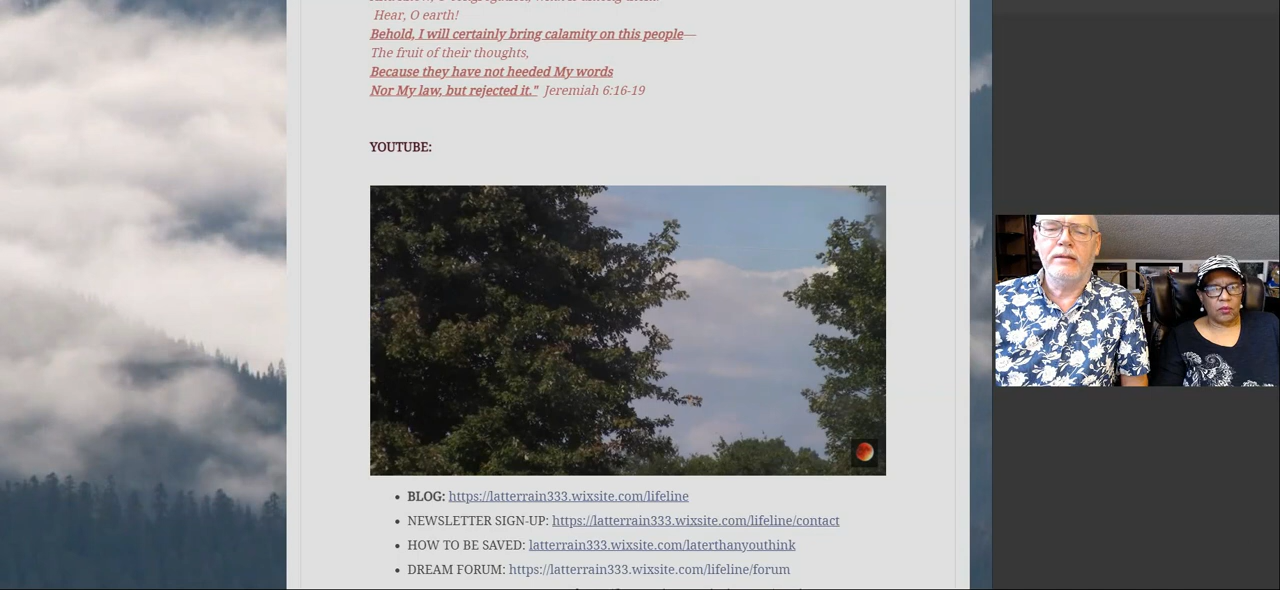 Hear, O earth!
Behold, I will certainly bring calamity on this people—
The fruit of their thoughts,
Because they have not heeded My words
Nor My law, but rejected it." Jeremiah 6:16-19
YOUTUBE:
• BLOG: https://latterrain333.wixsite.com/lifeline
• NEWSLETTER SIGN-UP: https://latterrain333.wixsite.com/lifeline/contact
• HOW TO BE SAVED: latterrain333.wixsite.com/laterthanyouthink
• DREAM FORUM: https://latterrain333.wixsite.com/lifeline/forum